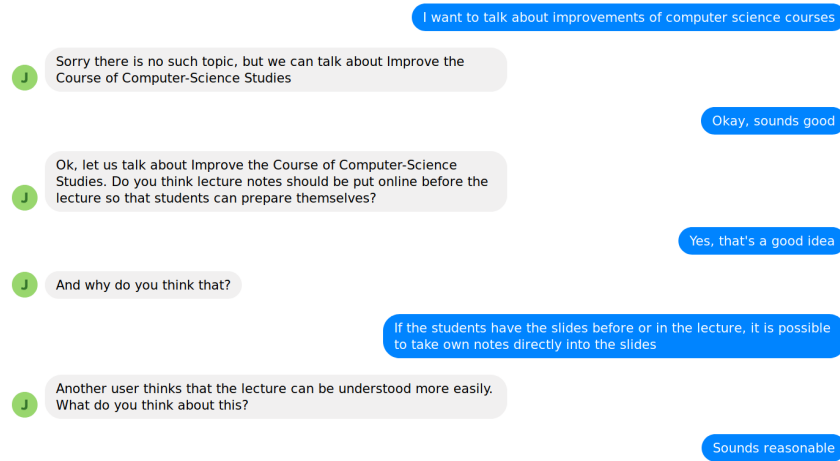 I want to talk about improvements of computer science courses
Sorry there is no such topic, but we can talk about Improve the
Course of Computer-Science Studies
J
Okay, sounds good
Ok, let us talk about Improve the Course of Computer-Science
Studies. Do you think lecture notes should be put online before the
lecture so that students can prepare themselves?
J
Yes, that's a good idea
J
And why do you think that?
If the students have the slides before or in the lecture, it is possible
to take own notes directly into the slides
Another user thinks that the lecture can be understood more easily.
What do you think about this?
J
Sounds reasonable